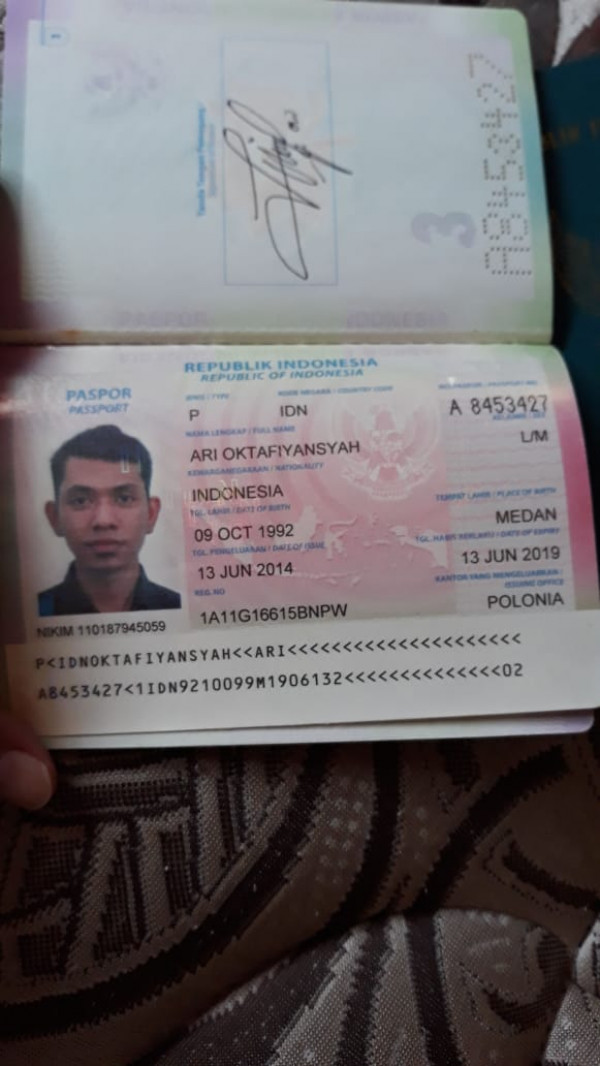 A8453427
3
REPUBLIK INDONESIA
REPUBLIC OF INDONESIA
PASPOR
PASSPORT
P
IDN
A 8453427
NAMA LENGKAP / FULL NAME
ARI OKTAFIYANSYAH
L/M
KEWARGANEGARAAN / NATIONALITY
INDONESIA
TGL. LAHIR / DATE OF BIRTH
09 OCT 1992
TEMPAT LAHIR / PLACE OF BIRTH
MEDAN
TGL. PENGELUARAN / DATE OF ISSUE
13 JUN 2014
TGL. HABIS BERLAKU / DATE OF EXPIRY
13 JUN 2019
REG. NO
1A11G16615BNPW
KANTOR YANG MENGELUARKAN /
ISSUING OFFICE
POLONIA
NIKIM 110187945059
P<IDNOKTAFIYANSYAH<<ARI<<<<<<<<<<<<<<<<<<<<<
A8453427<1IDN9210099M1906132<<<<<<<<<<<<<<02